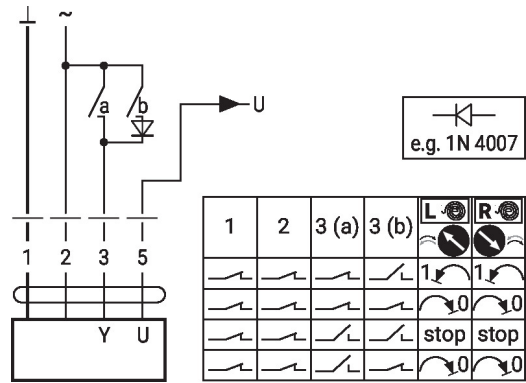 ⊥ ~
a b
U
e.g. 1N 4007
1 2 3 5
Y U
1 2 3 (a) 3 (b) L R
1 1
0 0
stop stop
0 0